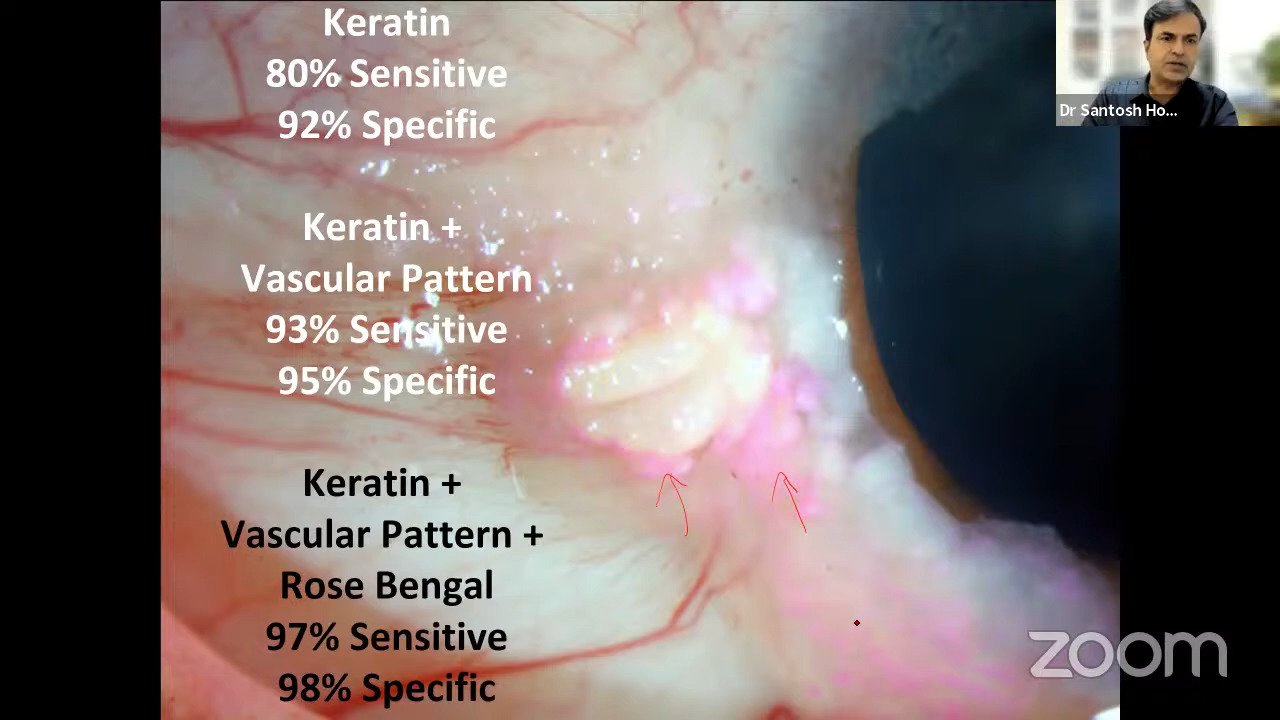 Keratin
80% Sensitive
92% Specific
Keratin +
Vascular Pattern
93% Sensitive
95% Specific
Keratin +
Vascular Pattern +
Rose Bengal
97% Sensitive
98% Specific
Dr Santosh Ho...
zoom